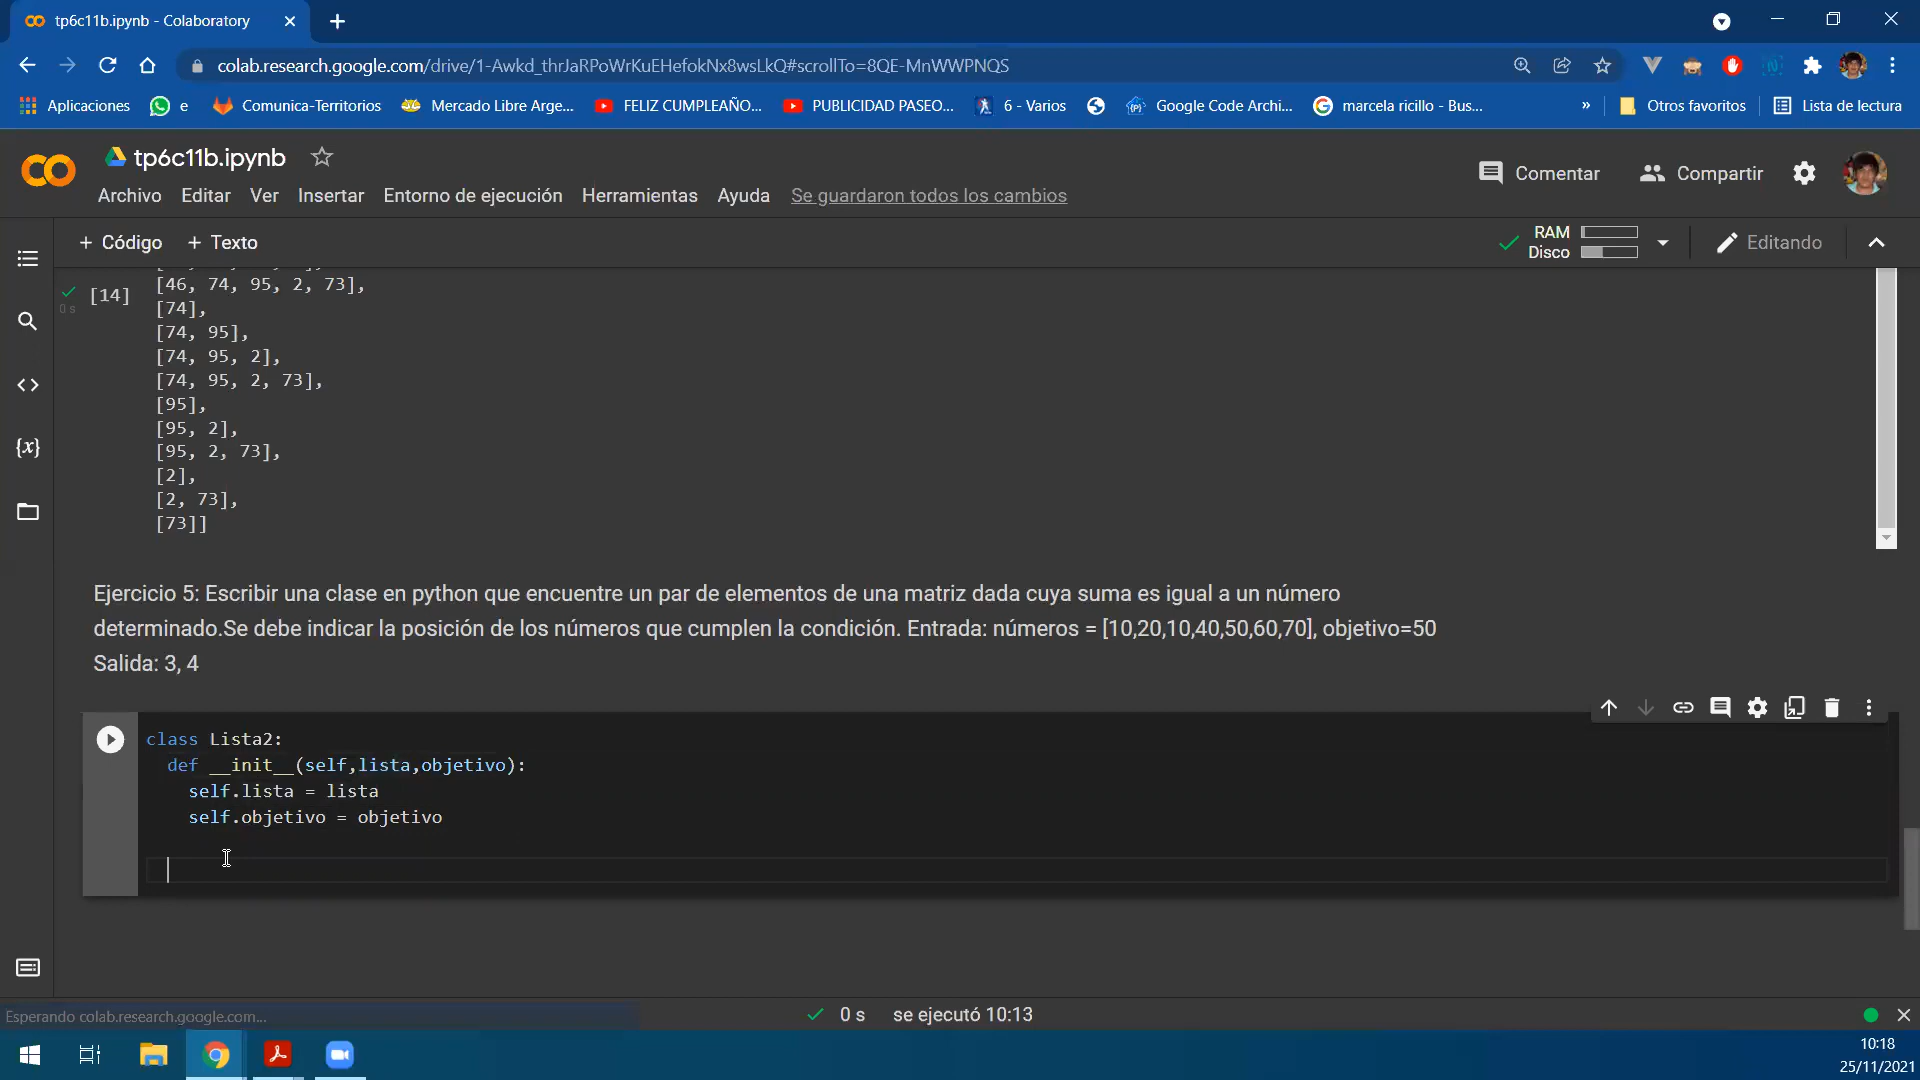 tp6c11b.ipynb - Colaboratory
colab.research.google.com/drive/1-Awkd_thrJaRPoWrKuEHefokNx8wsLkQ#scrollTo=8QE-MnWWPNQS
Aplicaciones e Comunica-Territorios Mercado Libre Arge... FELIZ CUMPLEAÑO... PUBLICIDAD PASEO... 6 - Varios Google Code Archi... marcela ricillo - Bus... » Otros favoritos Lista de lectura
tp6c11b.ipynb
Comentar Compartir
Archivo Editar Ver Insertar Entorno de ejecución Herramientas Ayuda Se guardaron todos los cambios
+ Código + Texto
RAM
Disco
Editando
[14]
[46, 74, 95, 2, 73],
[74],
[74, 95],
[74, 95, 2],
[74, 95, 2, 73],
[95],
[95, 2],
[95, 2, 73],
[2],
[2, 73],
[73]]
0 s
Ejercicio 5: Escribir una clase en python que encuentre un par de elementos de una matriz dada cuya suma es igual a un número
determinado.Se debe indicar la posición de los números que cumplen la condición. Entrada: números = [10,20,10,40,50,60,70], objetivo=50
Salida: 3, 4
class Lista2:
def __init__(self,lista,objetivo):
self.lista = lista
self.objetivo = objetivo
Esperando colab.research.google.com...
0 s se ejecutó 10:13
10:18
25/11/2021